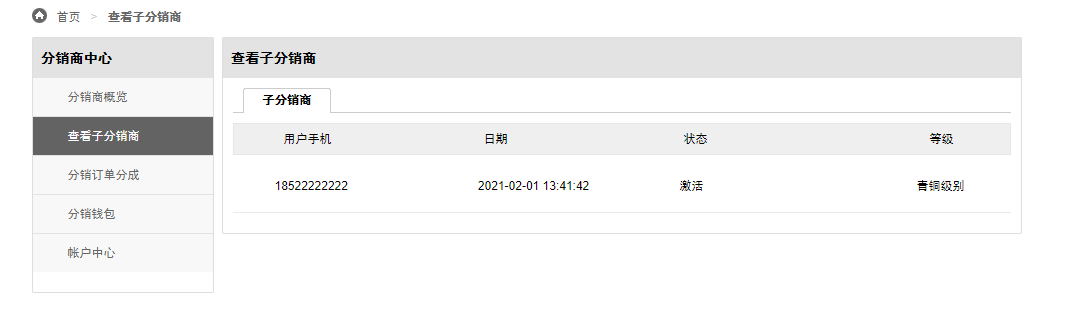 首页 > 查看子分销商
分销商中心
分销商概览
查看子分销商
分销订单分成
分销钱包
帐户中心
查看子分销商
子分销商
用户手机 日期 状态 等级
18522222222 2021-02-01 13:41:42 激活 青铜级别